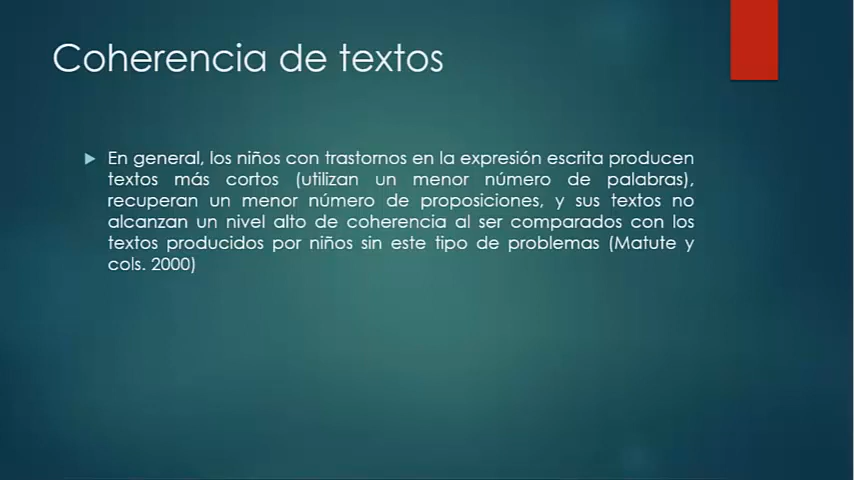 Coherencia de textos
En general, los niños con trastornos en la expresión escrita producen
textos más cortos (utilizan un menor número de palabras),
recuperan un menor número de proposiciones, y sus textos no
alcanzan un nivel alto de coherencia al ser comparados con los
textos producidos por niños sin este tipo de problemas (Matute y
cols. 2000)